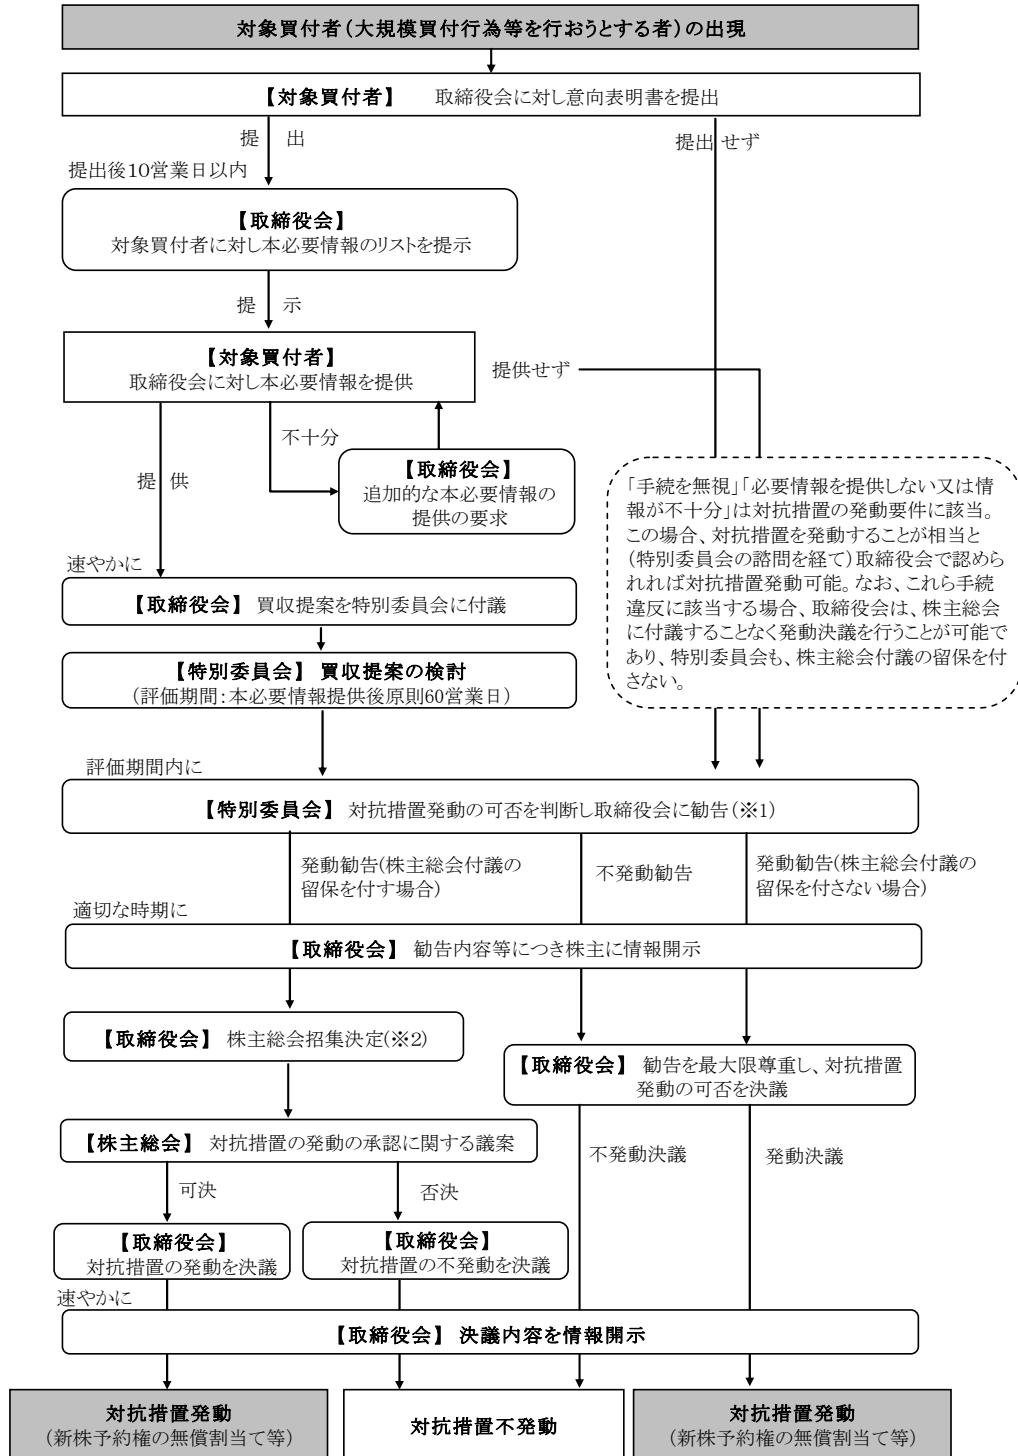 対象買付者(大規模買付行為等を行おうとする者)の出現
【対象買付者】 取締役会に対し意向表明書を提出
提 出
提出せず
提出後10営業日以内
【取締役会】
対象買付者に対し本必要情報のリストを提示
提 示
【対象買付者】
取締役会に対し本必要情報を提供
提供せず
不十分
【取締役会】
追加的な本必要情報の
提供の要求
提 供
「手続を無視」「必要情報を提供しない又は情
報が不十分」は対抗措置の発動要件に該当。
この場合、対抗措置を発動することが相当と
(特別委員会の諮問を経て)取締役会で認めら
れれば対抗措置発動可能。なお、これら手続
違反に該当する場合、取締役会は、株主総会
に付議することなく発動決議を行うことが可能で
あり、特別委員会も、株主総会付議の留保を付
さない。
速やかに
【取締役会】 買収提案を特別委員会に付議
【特別委員会】 買収提案の検討
(評価期間:本必要情報提供後原則60営業日)
評価期間内に
【特別委員会】 対抗措置発動の可否を判断し取締役会に勧告(※1)
発動勧告(株主総会付議の
留保を付す場合)
不発動勧告
発動勧告(株主総会付議の
留保を付さない場合)
適切な時期に
【取締役会】 勧告内容等につき株主に情報開示
【取締役会】 株主総会招集決定(※2)
【取締役会】 勧告を最大限尊重し、対抗措置
発動の可否を決議
【株主総会】 対抗措置の発動の承認に関する議案
不発動決議
発動決議
可決
否決
【取締役会】
対抗措置の発動を決議
【取締役会】
対抗措置の不発動を決議
速やかに
【取締役会】 決議内容を情報開示
対抗措置発動
(新株予約権の無償割当て等)
対抗措置不発動
対抗措置発動
(新株予約権の無償割当て等)